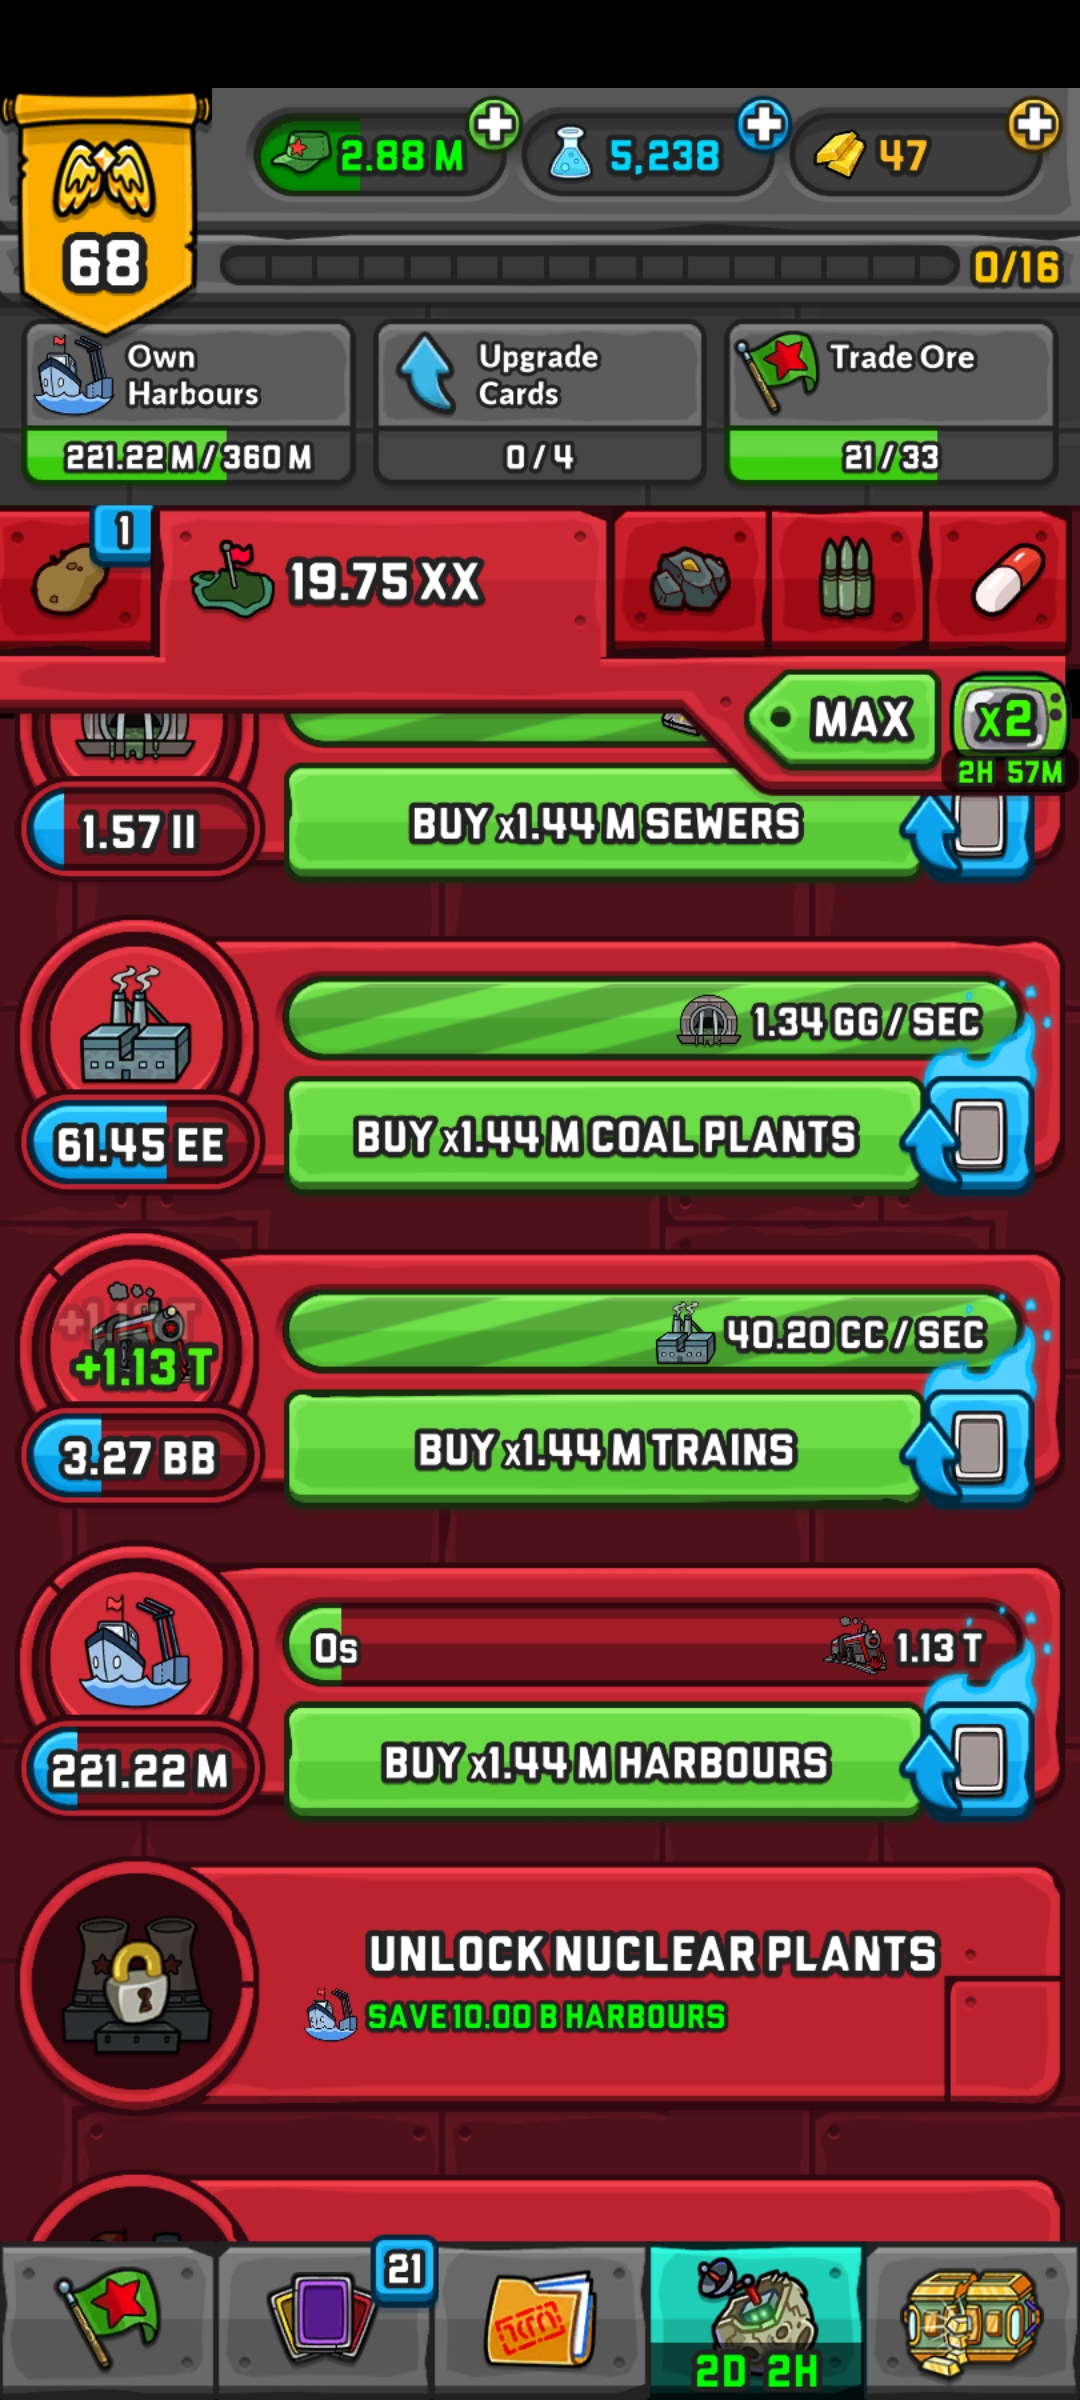 2.88 M
5,238
47
68
0/16
Own
Harbours
221.22 M / 360 M
Upgrade
Cards
0 / 4
Trade Ore
21 / 33
1
19.75 XX
MAX
x2
2H 57M
1.57 II
BUY x1.44 M SEWERS
1.34 GG / SEC
61.45 EE
BUY x1.44 M COAL PLANTS
+1.13 T
40.20 CC / SEC
3.27 BB
BUY x1.44 M TRAINS
0s
1.13 T
221.22 M
BUY x1.44 M HARBOURS
UNLOCK NUCLEAR PLANTS
SAVE 10.00 B HARBOURS
21
2D 2H